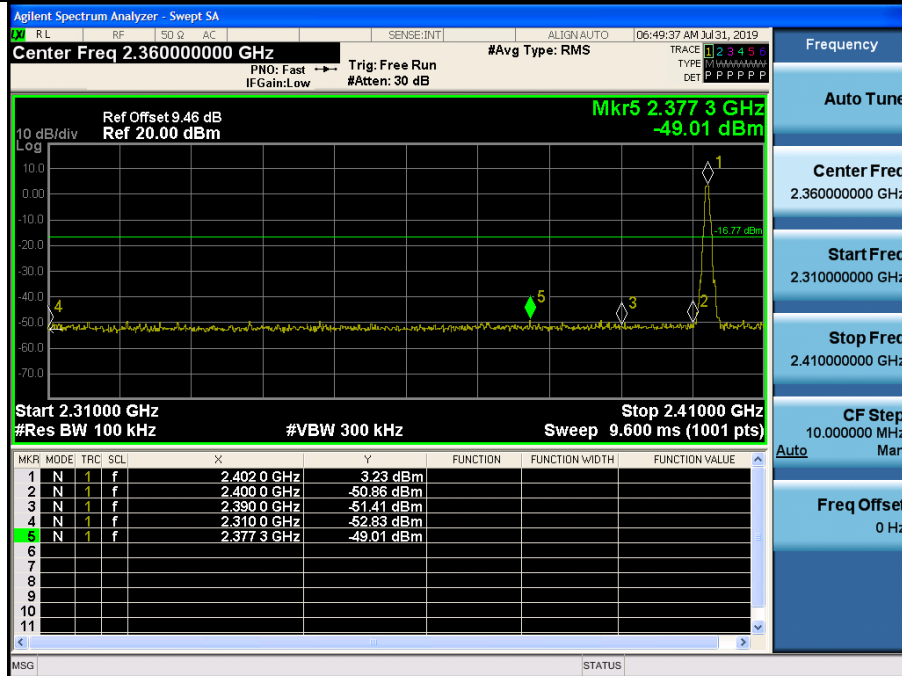 Agilent Spectrum Analyzer - Swept SA
LXI RL RF 50 Ω AC SENSE:INT ALIGN AUTO 06:49:37 AM Jul 31, 2019
Center Freq 2.360000000 GHz
PNO: Fast
IFGain:Low
Trig: Free Run
#Atten: 30 dB
#Avg Type: RMS
TRACE 1 2 3 4 5 6
TYPE M
DET P P P P P P
Frequency
Ref Offset 9.46 dB
Ref 20.00 dBm
10 dB/div
Log
Mkr5 2.377 3 GHz
-49.01 dBm
10.0
0.00
-10.0
-20.0
-30.0
-40.0
-50.0
-60.0
-70.0
1
-16.77 dBm
4
5
3
2
Start 2.31000 GHz
Stop 2.41000 GHz
#Res BW 100 kHz
#VBW 300 kHz
Sweep 9.600 ms (1001 pts)
MKR MODE TRC SCL X Y FUNCTION FUNCTION WIDTH FUNCTION VALUE
1 N 1 f 2.402 0 GHz 3.23 dBm
2 N 1 f 2.400 0 GHz -50.86 dBm
3 N 1 f 2.390 0 GHz -51.41 dBm
4 N 1 f 2.310 0 GHz -52.83 dBm
5 N 1 f 2.377 3 GHz -49.01 dBm
6
7
8
9
10
11
MSG
STATUS
Auto Tune
Center Freq
2.360000000 GHz
Start Freq
2.310000000 GHz
Stop Freq
2.410000000 GHz
CF Step
10.000000 MHz
Auto Man
Freq Offset
0 Hz